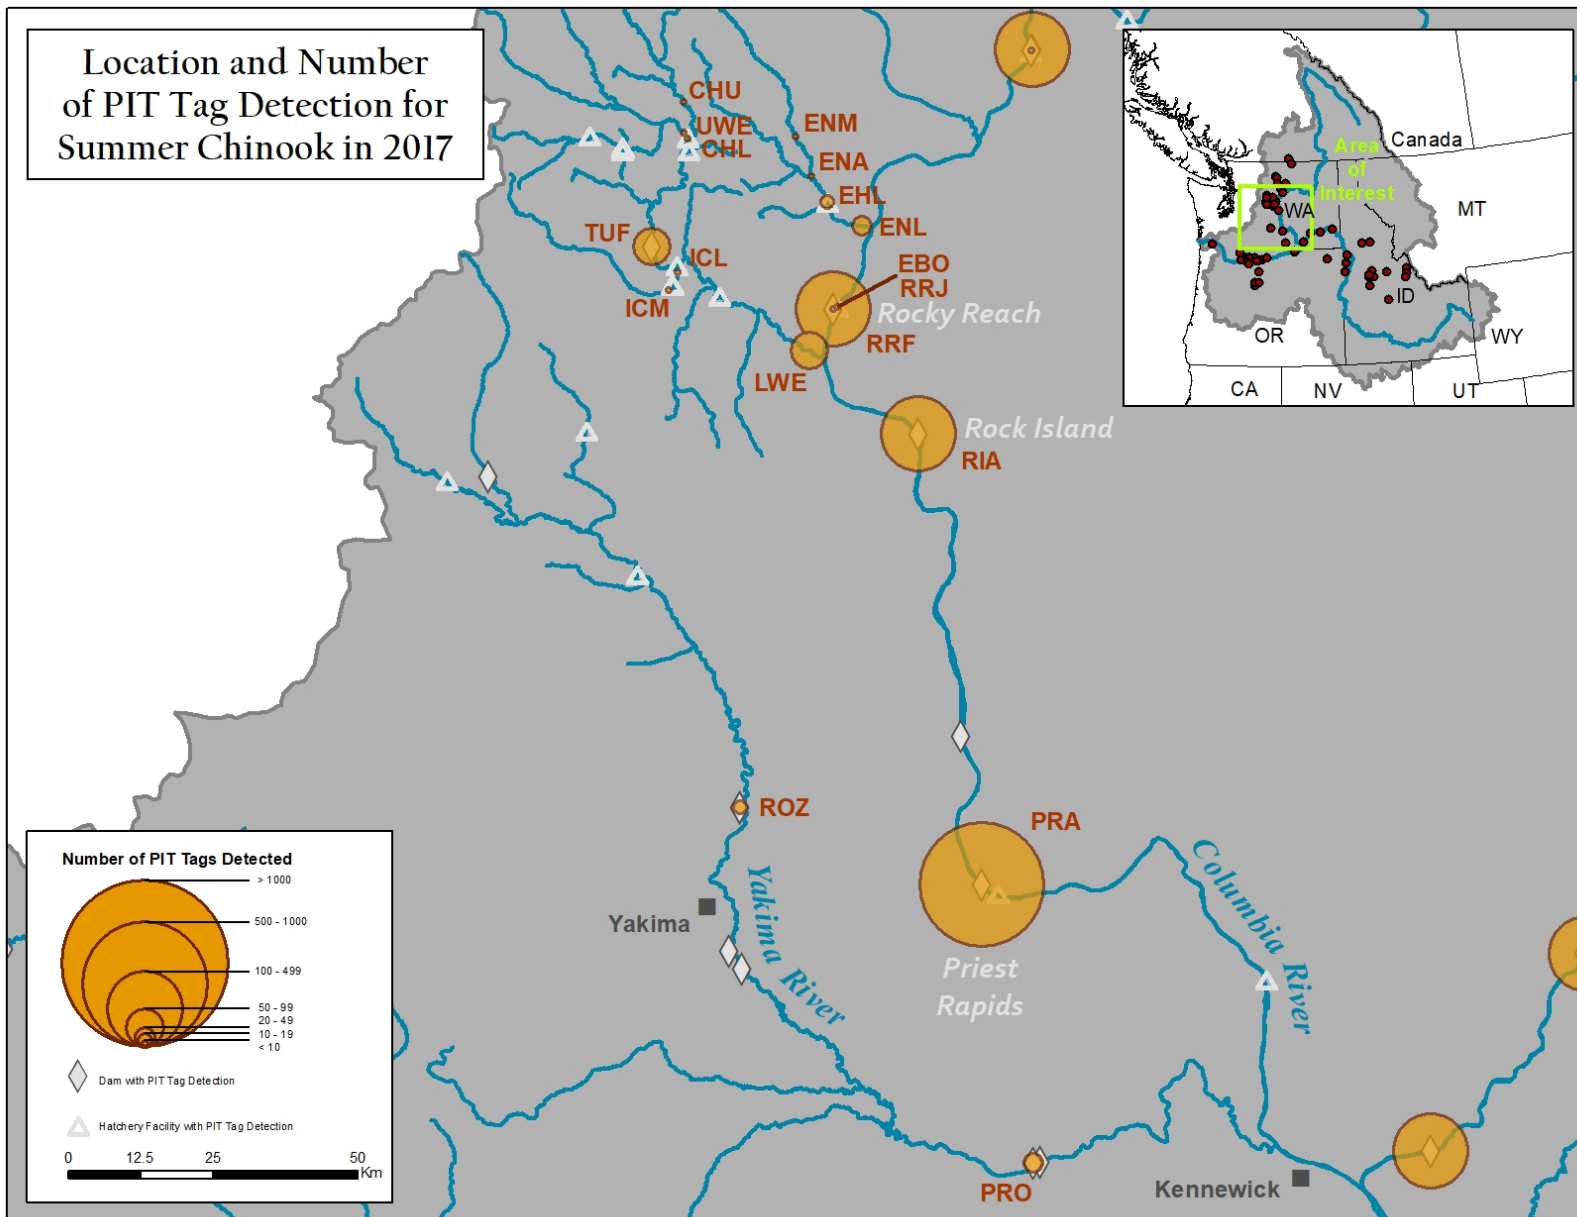 Location and Number
of PIT Tag Detection for
Summer Chinook in 2017
CHU
UWE
CHL
ENM
ENA
EHL
ENL
TUF
ICL
ICM
EBO
RRJ
Rocky Reach
RRF
LWE
Rock Island
RIA
Canada
Area
of
Interest
WA
MT
ID
OR
WY
CA
NV
UT
ROZ
PRA
Yakima
Yakima River
Columbia River
Priest
Rapids
PRO
Kennewick
Number of PIT Tags Detected
> 1000
500 - 1000
100 - 499
50 - 99
20 - 49
10 - 19
< 10
Dam with PIT Tag Detection
Hatchery Facility with PIT Tag Detection
0 12.5 25 50
Km